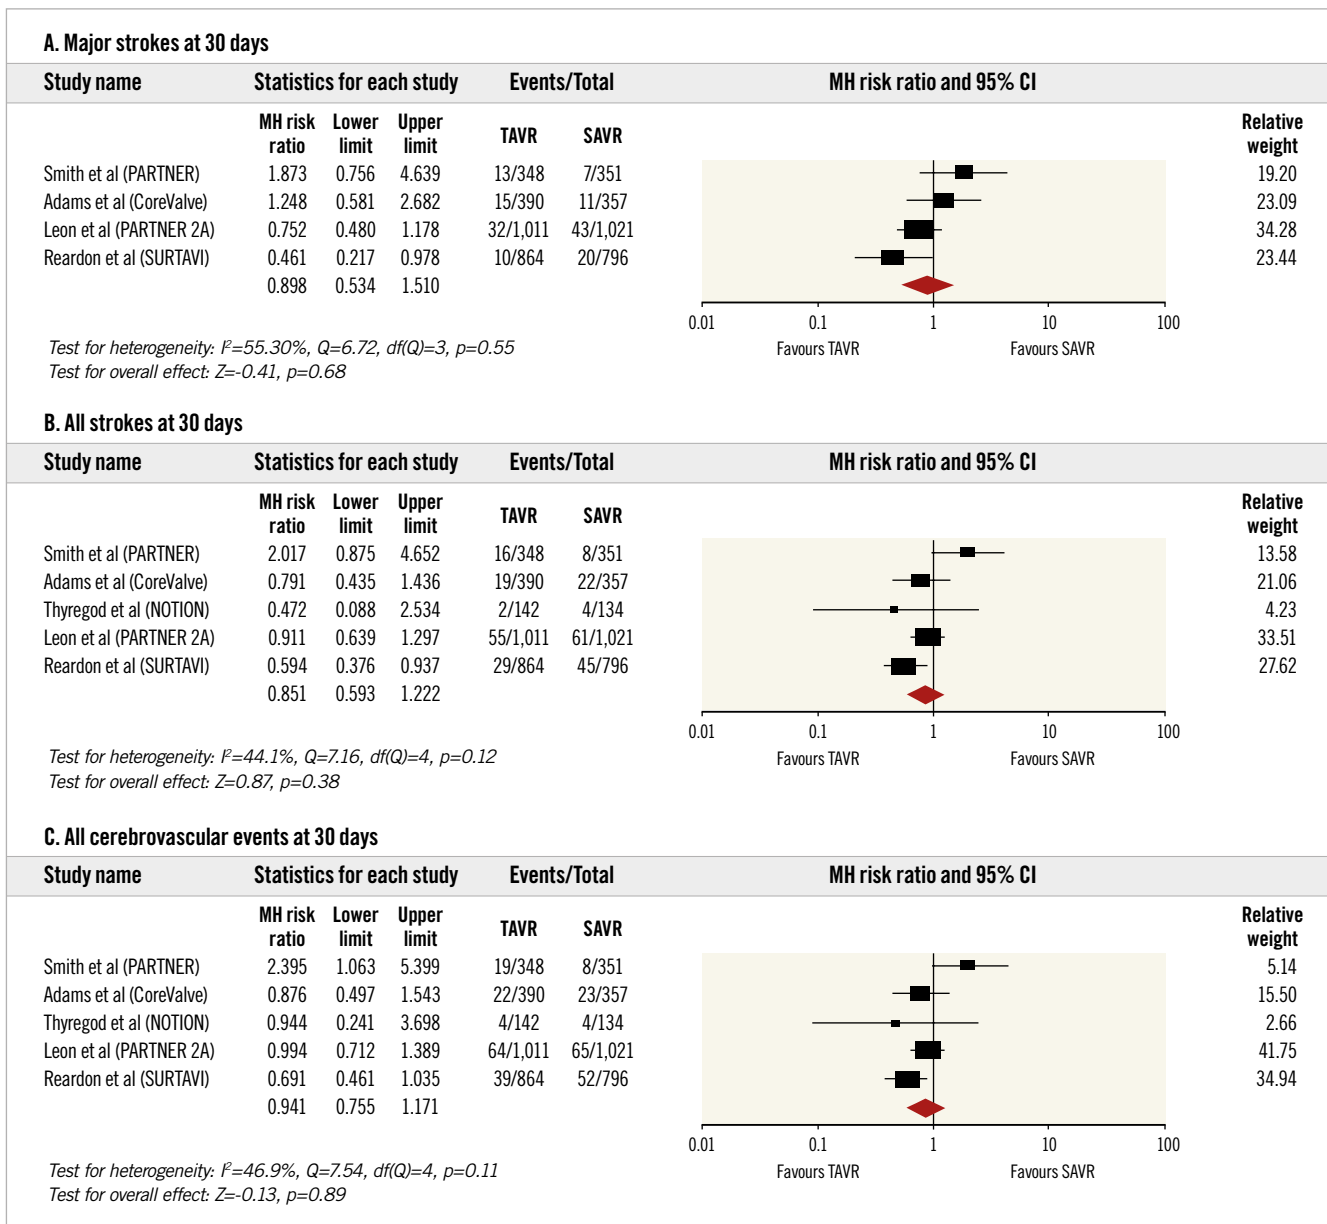 A. Major strokes at 30 days
Study name Statistics for each study Events/Total MH risk ratio and 95% CI
MH risk ratio Lower limit Upper limit TAVR SAVR Relative weight
Smith et al (PARTNER) 1.873 0.756 4.639 13/348 7/351 19.20
Adams et al (CoreValve) 1.248 0.581 2.682 15/390 11/357 23.09
Leon et al (PARTNER 2A) 0.752 0.480 1.178 32/1,011 43/1,021 34.28
Reardon et al (SURTAVI) 0.461 0.217 0.978 10/864 20/796 23.44
0.898 0.534 1.510
0.01 0.1 1 10 100
Favours TAVR Favours SAVR
Test for heterogeneity: I²=55.30%, Q=6.72, df(Q)=3, p=0.55
Test for overall effect: Z=-0.41, p=0.68
B. All strokes at 30 days
Study name Statistics for each study Events/Total MH risk ratio and 95% CI
MH risk ratio Lower limit Upper limit TAVR SAVR Relative weight
Smith et al (PARTNER) 2.017 0.875 4.652 16/348 8/351 13.58
Adams et al (CoreValve) 0.791 0.435 1.436 19/390 22/357 21.06
Thyregod et al (NOTION) 0.472 0.088 2.534 2/142 4/134 4.23
Leon et al (PARTNER 2A) 0.911 0.639 1.297 55/1,011 61/1,021 33.51
Reardon et al (SURTAVI) 0.594 0.376 0.937 29/864 45/796 27.62
0.851 0.593 1.222
0.01 0.1 1 10 100
Favours TAVR Favours SAVR
Test for heterogeneity: I²=44.1%, Q=7.16, df(Q)=4, p=0.12
Test for overall effect: Z=0.87, p=0.38
C. All cerebrovascular events at 30 days
Study name Statistics for each study Events/Total MH risk ratio and 95% CI
MH risk ratio Lower limit Upper limit TAVR SAVR Relative weight
Smith et al (PARTNER) 2.395 1.063 5.399 19/348 8/351 5.14
Adams et al (CoreValve) 0.876 0.497 1.543 22/390 23/357 15.50
Thyregod et al (NOTION) 0.944 0.241 3.698 4/142 4/134 2.66
Leon et al (PARTNER 2A) 0.994 0.712 1.389 64/1,011 65/1,021 41.75
Reardon et al (SURTAVI) 0.691 0.461 1.035 39/864 52/796 34.94
0.941 0.755 1.171
0.01 0.1 1 10 100
Favours TAVR Favours SAVR
Test for heterogeneity: I²=46.9%, Q=7.54, df(Q)=4, p=0.11
Test for overall effect: Z=-0.13, p=0.89